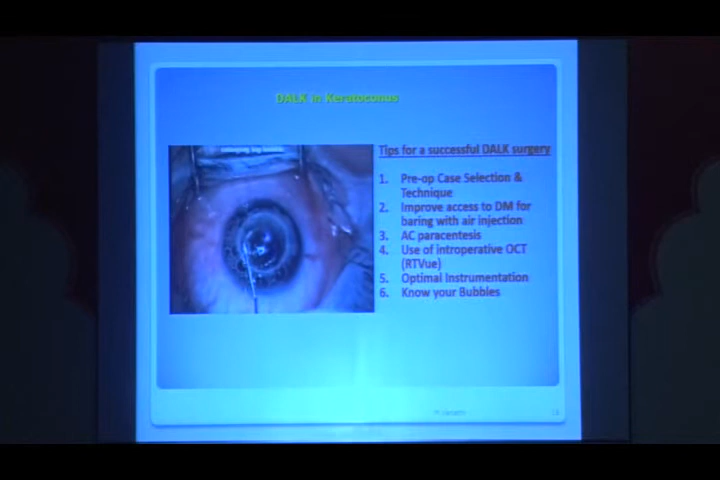 DALK in Keratoconus
Tips for a successful DALK surgery
1. Pre-op Case Selection &
Technique
2. Improve access to DM for
baring with air injection
3. AC paracentesis
4. Use of introperative OCT
(RTVue)
5. Optimal Instrumentation
6. Know your Bubbles